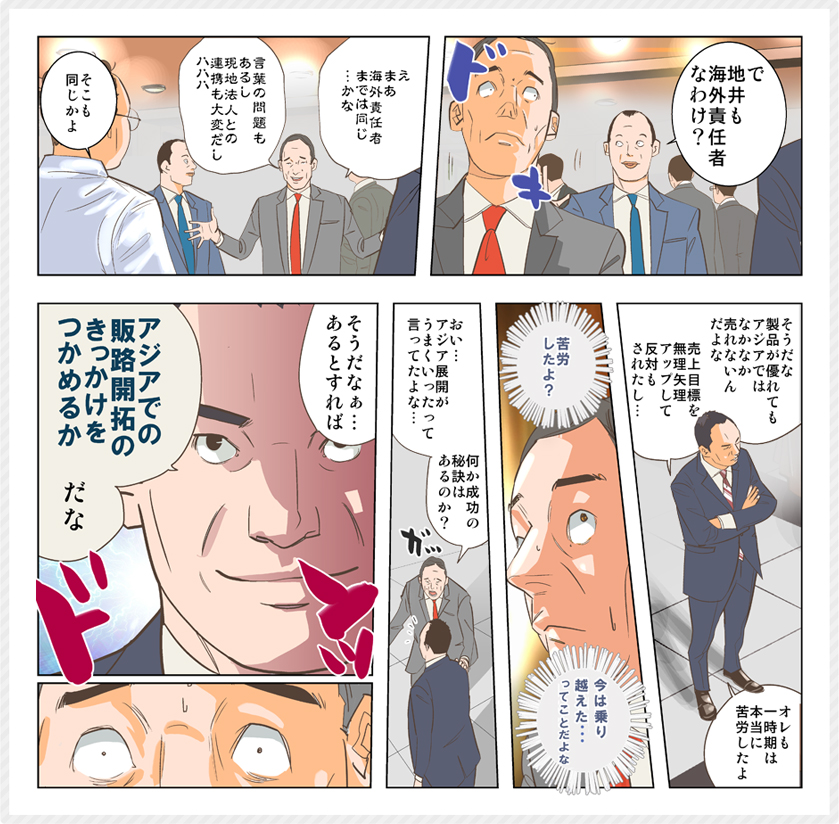 で
地井も
海外責任者
なわけ？
ドキ
え
まあ
海外責任者
までは同じ
…かな
言葉の問題も
あるし
現地法人との
連携も大変だし
ハハハ
そこも
同じかよ
そうだな
製品が優れても
アジアでは
なかなか
売れないん
だよな
売上目標を
無理矢理
アップして
反対も
されたし…
オレも
一時期は
本当に
苦労したよ
苦労
したよ？
今は乗り
越えた…
ってことだよな
おい…
アジア展開が
うまくいったって
言ってたよな…
何か成功の
秘訣は
あるのか？
ガッ
そうだなぁ…
あるとすれば
アジアでの
販路開拓の
きっかけを
つかめるか
だな
ドンッ